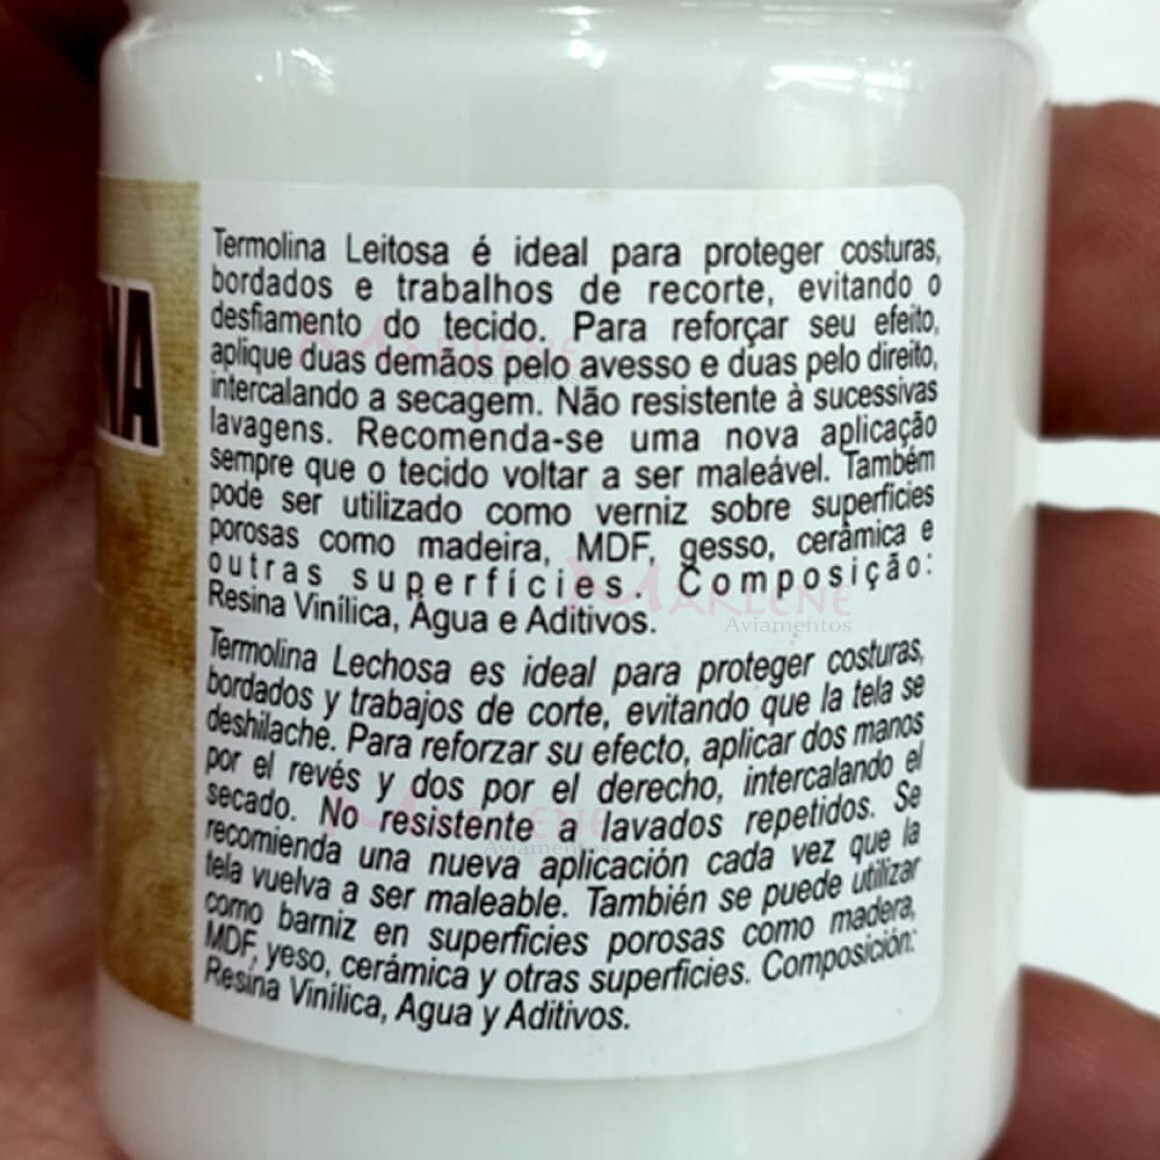 NA
Termolina Leitosa é ideal para proteger costuras,
bordados e trabalhos de recorte, evitando o
desfiamento do tecido. Para reforçar seu efeito,
aplique duas demãos pelo avesso e duas pelo direito,
intercalando a secagem. Não resistente à sucessivas
lavagens. Recomenda-se uma nova aplicação
sempre que o tecido voltar a ser maleável. Também
pode ser utilizado como verniz sobre superfícies
porosas como madeira, MDF, gesso, cerâmica e
outras superfícies. Composição:
Resina Vinílica, Água e Aditivos.
Termolina Lechosa es ideal para proteger costuras,
bordados y trabajos de corte, evitando que la tela se
deshilache. Para reforzar su efecto, aplicar dos manos
por el revés y dos por el derecho, intercalando el
secado. No resistente a lavados repetidos. Se
recomienda una nueva aplicación cada vez que la
tela vuelva a ser maleable. También se puede utilizar
como barniz en superficies porosas como madera,
MDF, yeso, cerámica y otras superficies. Composición:
Resina Vinílica, Agua y Aditivos.
MARLENE
Aviamentos
MARLENE
Aviamentos
MARLENE
Aviamentos